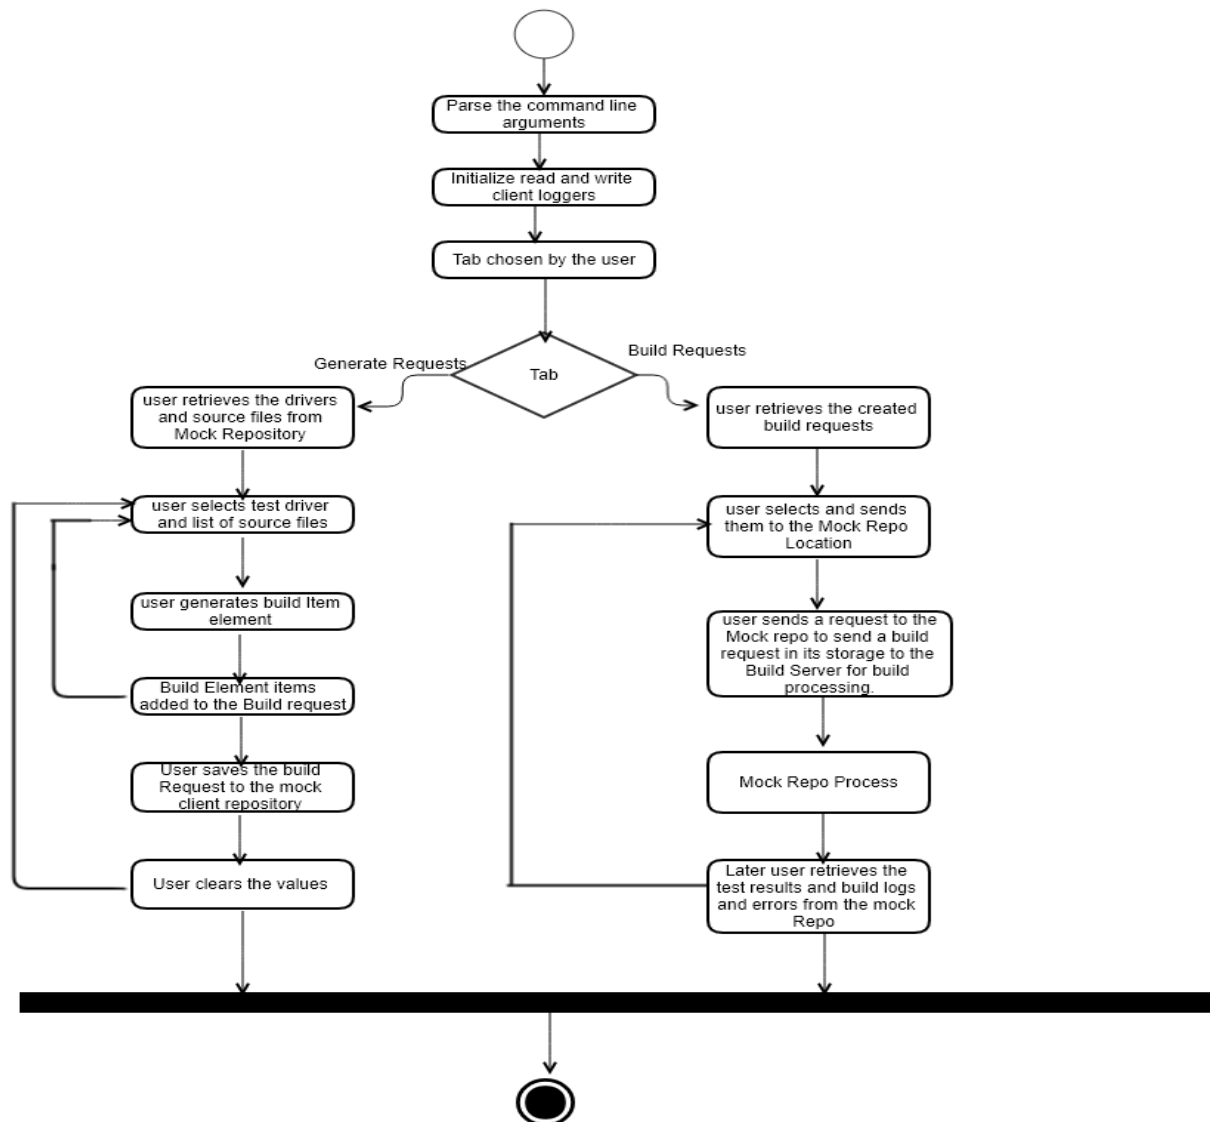 Parse the command line
arguments
Initialize read and write
client loggers
Tab chosen by the user
Tab
Generate Requests
Build Requests
user retrieves the drivers
and source files from
Mock Repository
user selects test driver
and list of source files
user generates build Item
element
Build Element items
added to the Build request
User saves the build
Request to the mock
client repository
User clears the values
user retrieves the created
build requests
user selects and sends
them to the Mock Repo
Location
user sends a request to the
Mock repo to send a build
request in its storage to the
Build Server for build
processing.
Mock Repo Process
Later user retrieves the
test results and build logs
and errors from the mock
Repo